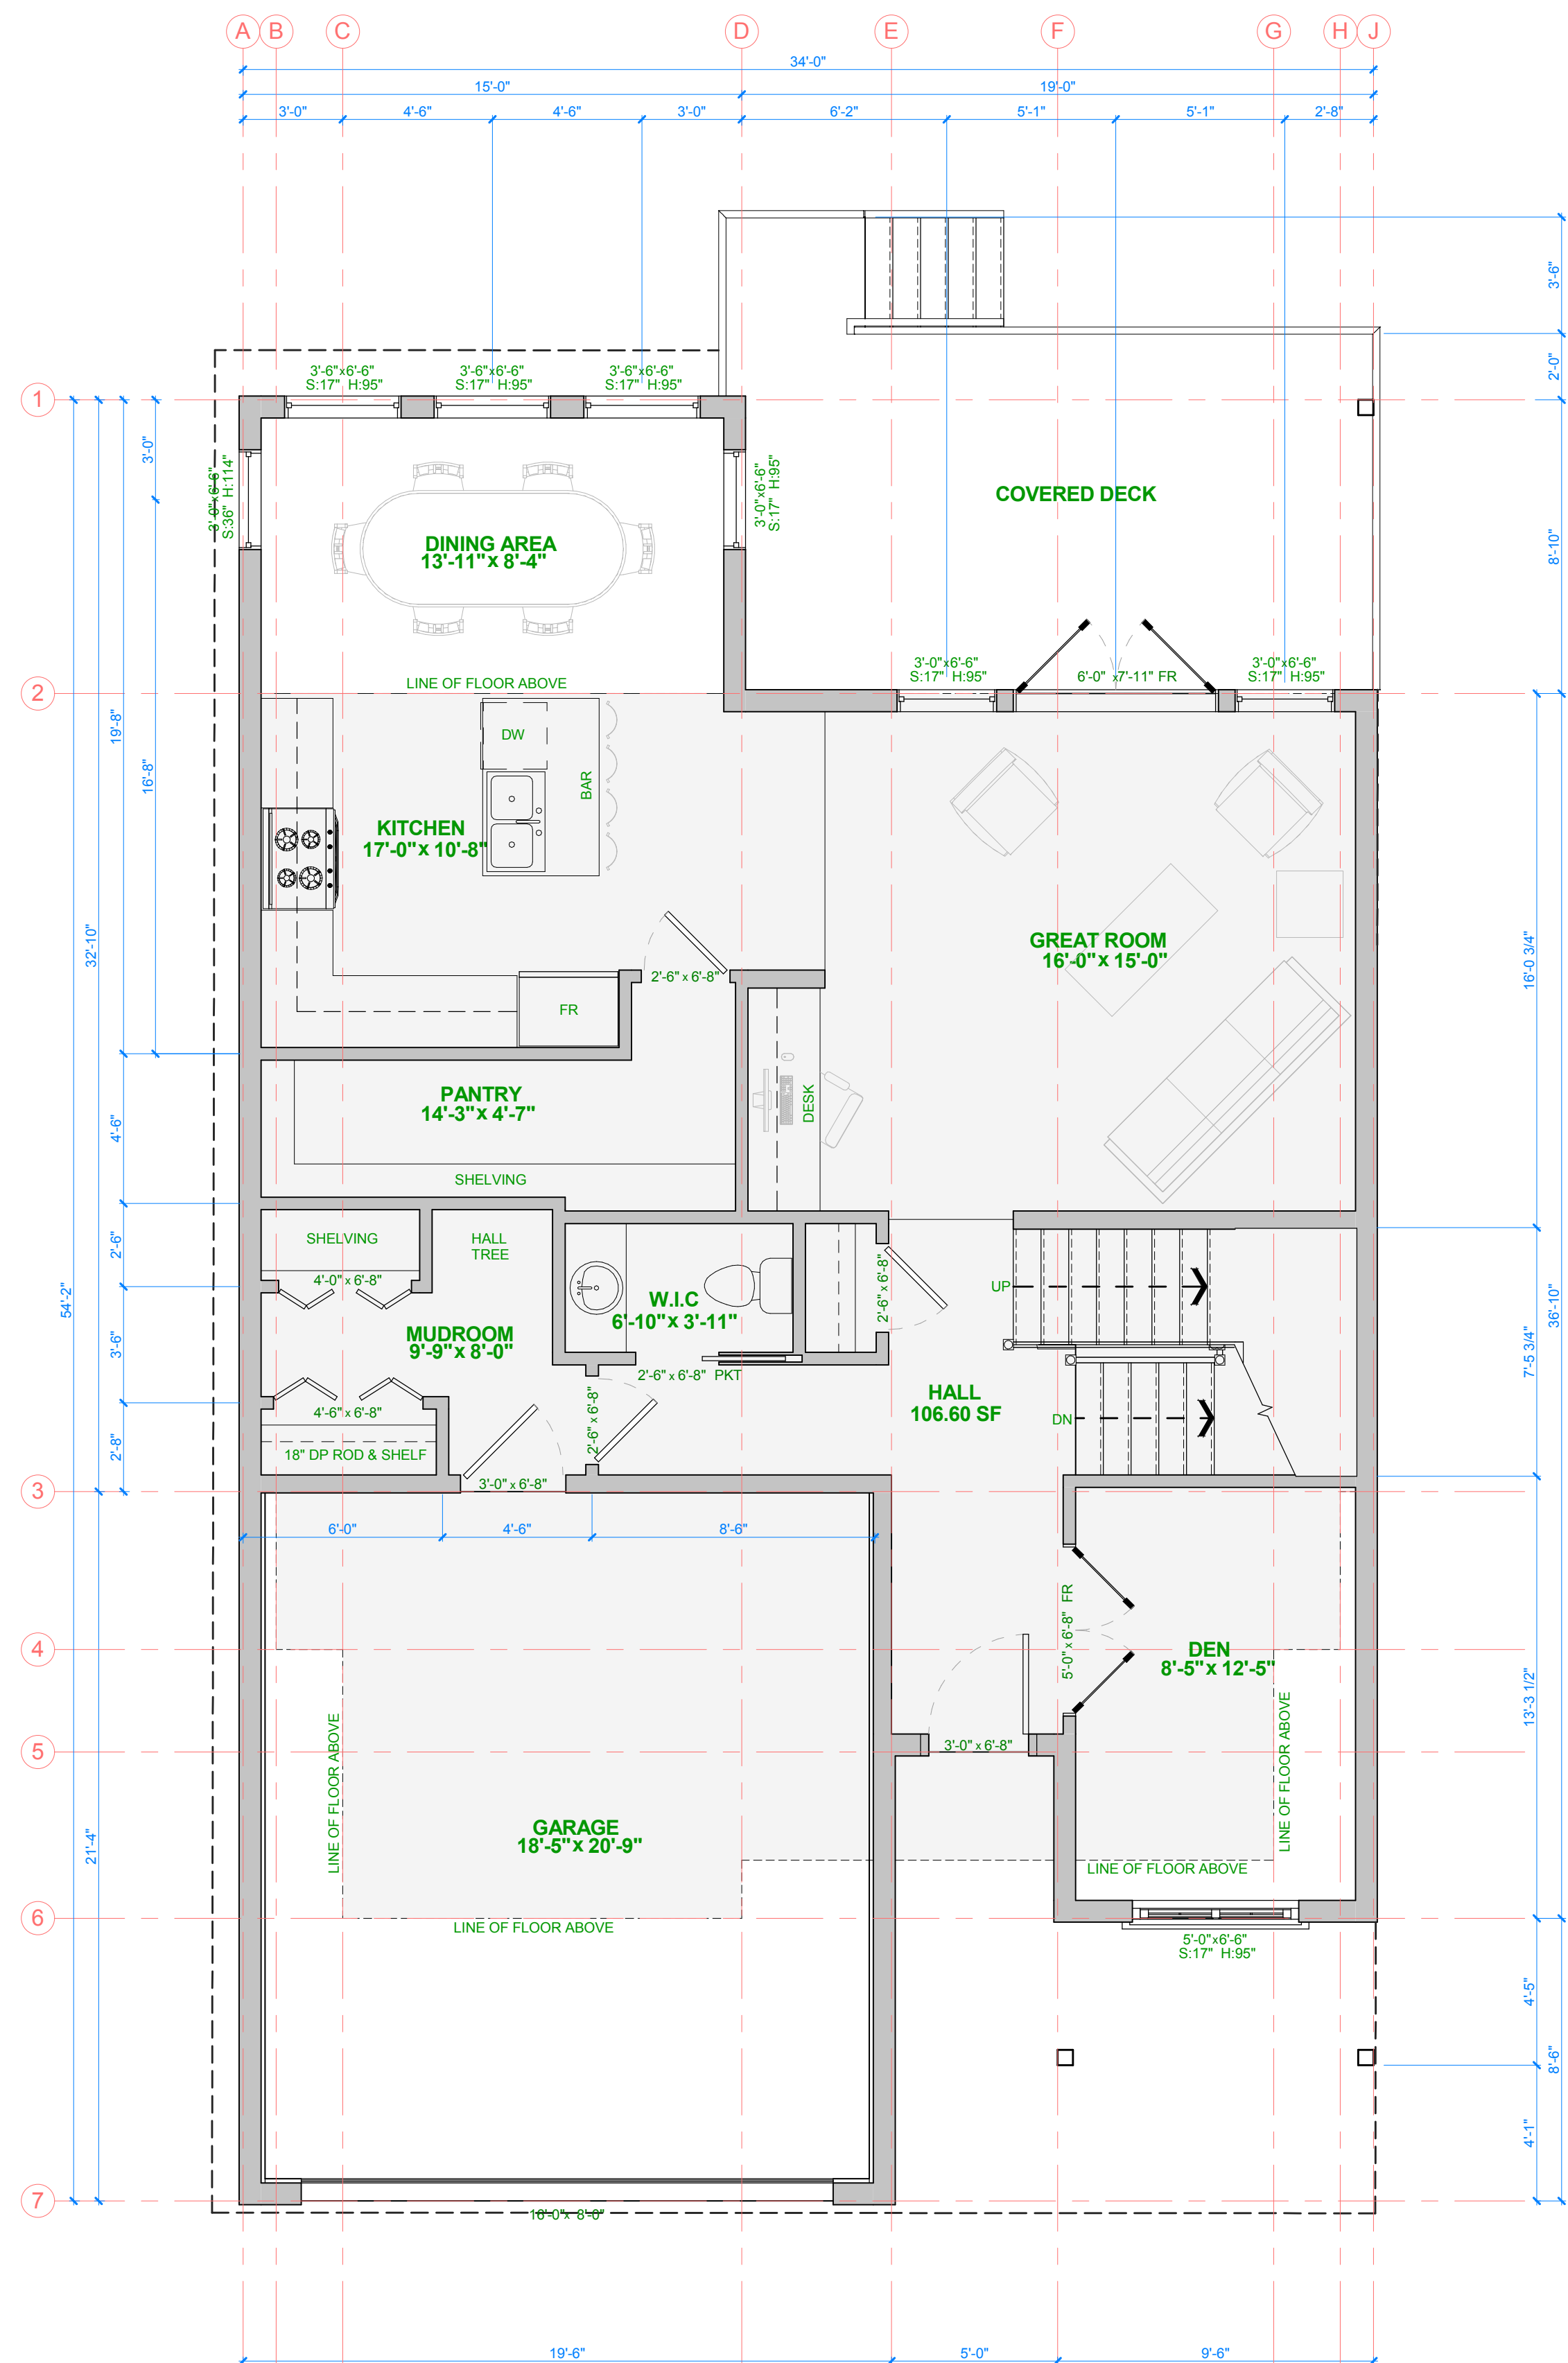 A B C D E F G H J
34'-0"
15'-0" 19'-0"
3'-0" 4'-6" 4'-6" 3'-0" 6'-2" 5'-1" 5'-1" 2'-8"
3'-6"
2'-0"
8'-10"
36'-10"
8'-6"
16'-0 3/4"
7'-5 3/4"
13'-3 1/2"
4'-5"
4'-1"
1
2
3
4
5
6
7
54'-2"
32'-10"
21'-4"
19'-8"
4'-6"
2'-6"
3'-6"
2'-8"
3'-0"
16'-8"
3'-6"x6'-6"
S:17" H:95"
3'-6"x6'-6"
S:17" H:95"
3'-6"x6'-6"
S:17" H:95"
3'-0"x6'-6"
S:36" H:114"
3'-0"x6'-6"
S:17" H:95"
COVERED DECK
DINING AREA
13'-11"x 8'-4"
LINE OF FLOOR ABOVE
3'-0"x6'-6"
S:17" H:95"
6'-0" x7'-11" FR
3'-0"x6'-6"
S:17" H:95"
DW
BAR
KITCHEN
17'-0"x 10'-8"
GREAT ROOM
16'-0"x 15'-0"
2'-6" x 6'-8"
FR
PANTRY
14'-3"x 4'-7"
DESK
SHELVING
SHELVING
HALL
TREE
4'-0" x 6'-8"
W.I.C
6'-10"x 3'-11"
2'-6" x 6'-8"
UP
MUDROOM
9'-9"x 8'-0"
2'-6" x 6'-8" PKT
HALL
106.60 SF
DN
4'-6" x 6'-8"
2'-6" x 6'-8"
18" DP ROD & SHELF
3'-0" x 6'-8"
6'-0" 4'-6" 8'-6"
5'-0" x 6'-8" FR
DEN
8'-5"x 12'-5"
LINE OF FLOOR ABOVE
LINE OF FLOOR ABOVE
3'-0" x 6'-8"
GARAGE
18'-5"x 20'-9"
LINE OF FLOOR ABOVE
LINE OF FLOOR ABOVE
5'-0"x6'-6"
S:17" H:95"
18'-0"x 8'-0"
19'-6" 5'-0" 9'-6"